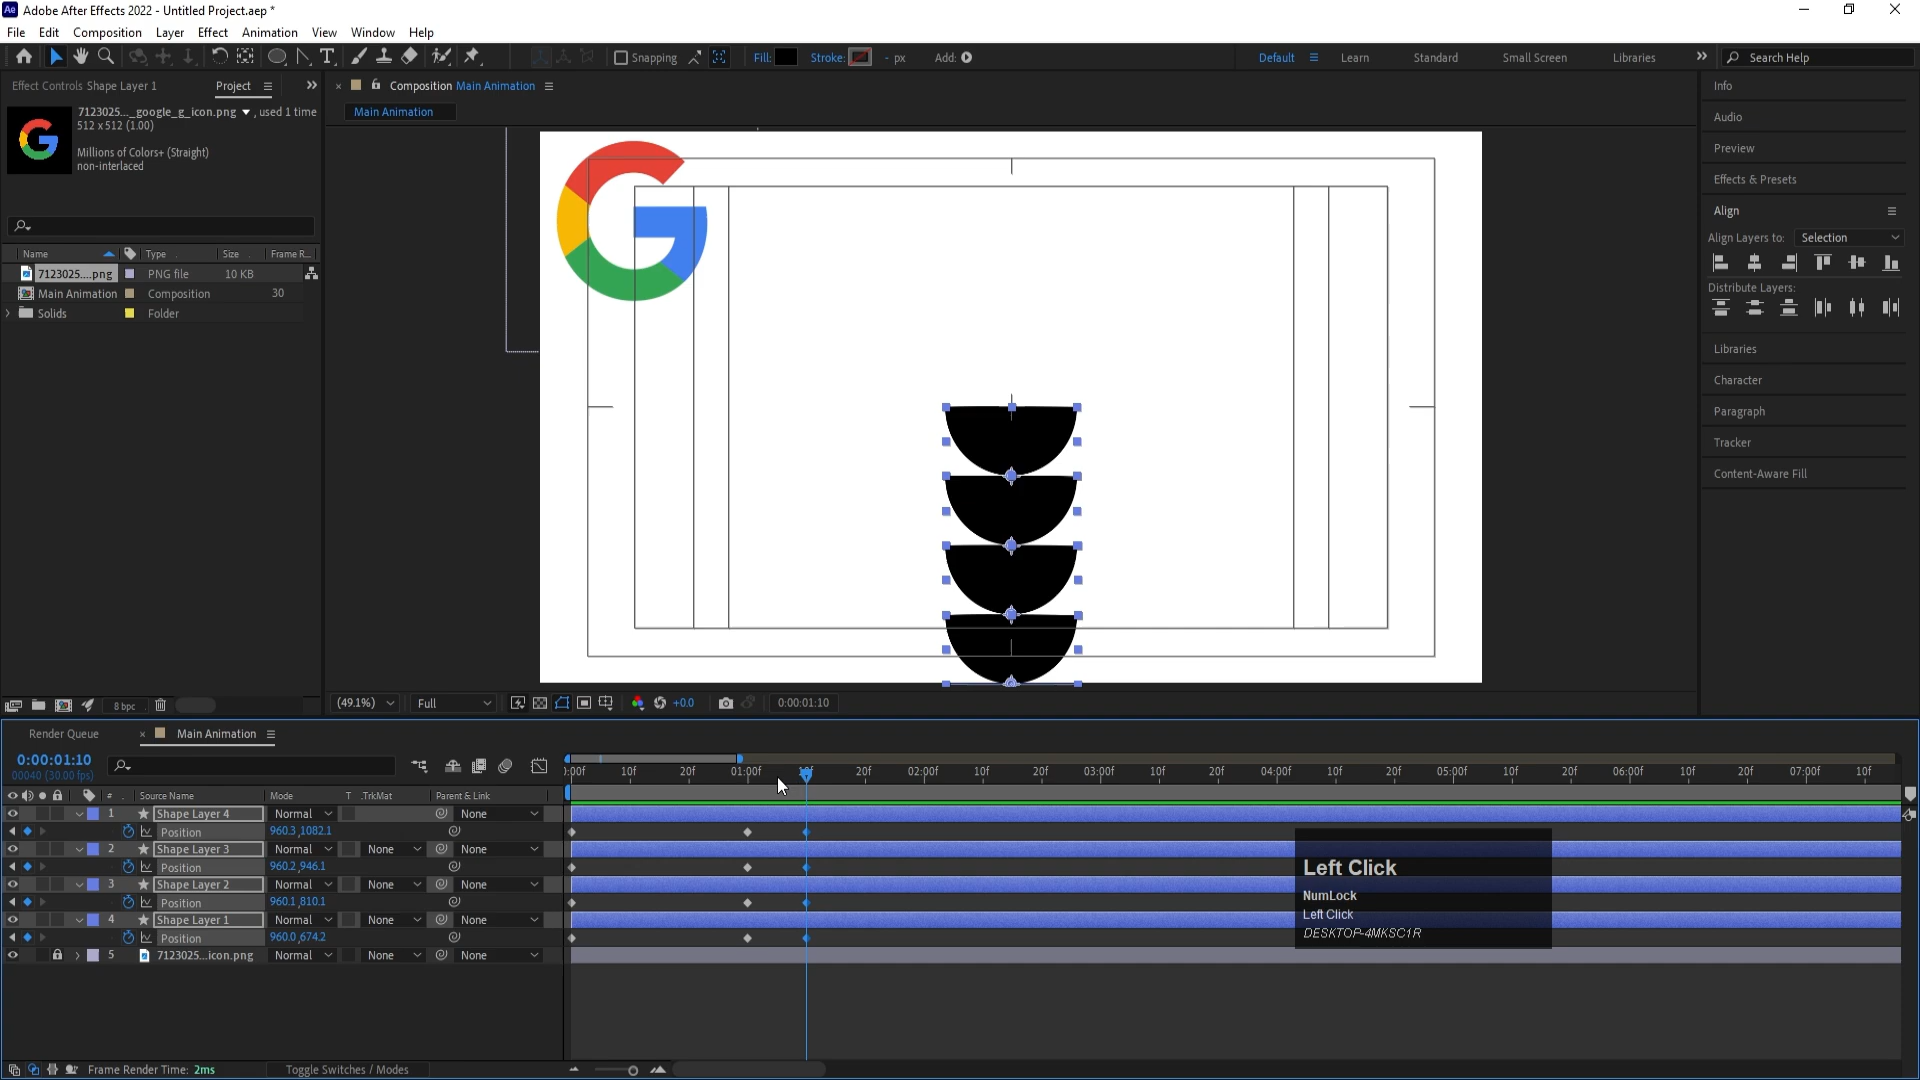 Adobe After Effects 2022 - Untitled Project.aep *
File Edit Composition Layer Effect Animation View Window Help
Snapping Fill: Stroke: - px Add: Default Learn Standard Small Screen Libraries Search Help
Effect Controls Shape Layer 1 Project
Composition Main Animation
Main Animation
7123025..._google_g_icon.png , used 1 time
512 x 512 (1.00)
Millions of Colors+ (Straight)
non-interlaced
Name Type Size Frame R...
7123025....png PNG file 10 KB
Main Animation Composition 30
Solids Folder
8 bpc
(49.1%) Full +0.0 0:00:01:10
Info
Audio
Preview
Effects & Presets
Align
Align Layers to: Selection
Distribute Layers:
Libraries
Character
Paragraph
Tracker
Content-Aware Fill
Render Queue Main Animation
0:00:01:10
00040 (30.00 fps)
):00f 10f 20f 01:00f 10f 20f 02:00f 10f 20f 03:00f 10f 20f 04:00f 10f 20f 05:00f 10f 20f 06:00f 10f 20f 07:00f 10f
# Source Name Mode T .TrkMat Parent & Link
1 Shape Layer 4 Normal None
Position 960.3,1082.1
2 Shape Layer 3 Normal None None
Position 960.2,946.1
3 Shape Layer 2 Normal None None
Position 960.1,810.1
4 Shape Layer 1 Normal None None
Position 960.0,674.2
5 7123025...icon.png Normal None None
Left Click
NumLock
Left Click
DESKTOP-4MKSC1R
Frame Render Time: 2ms Toggle Switches / Modes